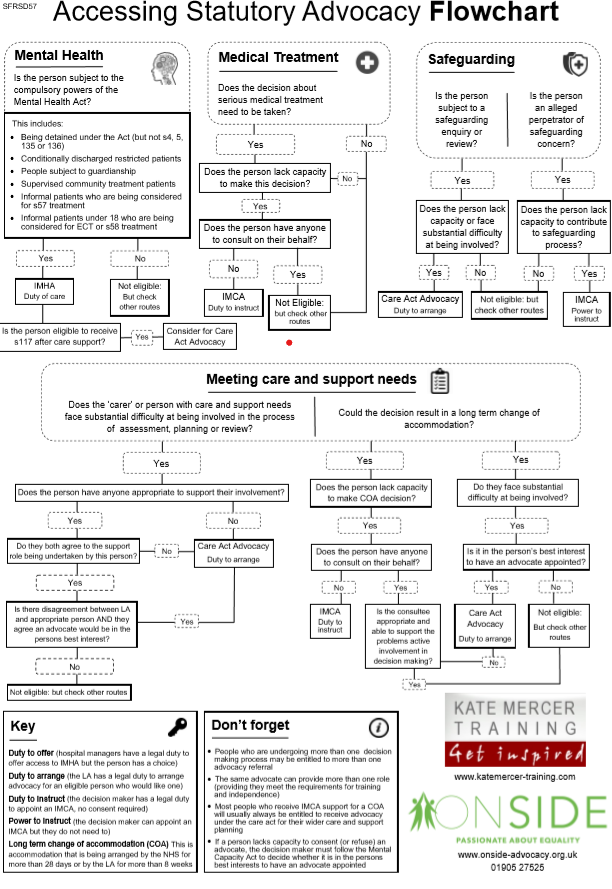 SFRSD57
Accessing Statutory Advocacy Flowchart
Mental Health
Is the person subject to the
compulsory powers of the
Mental Health Act?
This includes:
• Being detained under the Act (but not s4, 5,
135 or 136)
• Conditionally discharged restricted patients
• People subject to guardianship
• Supervised community treatment patients
• Informal patients who are being considered
for s57 treatment
• Informal patients under 18 who are being
considered for ECT or s58 treatment
Yes
No
IMHA
Duty of care
Not eligible:
But check
other routes
Is the person eligible to receive
s117 after care support?
Yes
Consider for Care
Act Advocacy
Medical Treatment
Does the decision about
serious medical treatment
need to be taken?
Yes
No
Does the person lack capacity
to make this decision?
No
Yes
Does the person have anyone
to consult on their behalf?
No
Yes
IMCA
Duty to instruct
Not Eligible:
but check other
routes
Safeguarding
Is the person
subject to a
safeguarding
enquiry or
review?
Is the person
an alleged
perpetrator of
safeguarding
concern?
Yes
Yes
Does the person lack
capacity or face
substantial difficulty
at being involved?
Does the person lack
capacity to contribute
to safeguarding
process?
Yes
No
No
Yes
Care Act Advocacy
Duty to arrange
Not eligible: but
check other routes
IMCA
Power to
instruct
Meeting care and support needs
Does the 'carer' or person with care and support needs
face substantial difficulty at being involved in the process
of assessment, planning or review?
Could the decision result in a long term change of
accommodation?
Yes
Yes
Yes
Does the person have anyone appropriate to support their involvement?
Does the person lack capacity
to make COA decision?
Do they face substantial
difficulty at being involved?
Yes
No
Yes
Yes
Do they both agree to the support
role being undertaken by this person?
No
Care Act Advocacy
Duty to arrange
Does the person have anyone
to consult on their behalf?
Is it in the person's best interest
to have an advocate appointed?
Yes
No
Yes
Yes
No
Is there disagreement between LA
and appropriate person AND they
agree an advocate would be in the
persons best interest?
Yes
IMCA
Duty to
instruct
Is the consultee
appropriate and
able to support the
problems active
involvement in
decision making?
Care Act
Advocacy
Duty to arrange
Not eligible:
But check other
routes
No
No
Yes
Not eligible: but check other routes
Key
Duty to offer (hospital managers have a legal duty to
offer access to IMHA but the person has a choice)
Duty to arrange (the LA has a legal duty to arrange
advocacy for an eligible person who would like one)
Duty to instruct (the decision maker has a legal duty
to appoint an IMCA, no consent required)
Power to instruct (the decision maker can appoint an
IMCA but they do not need to)
Long term change of accommodation (COA) This is
accommodation that is being arranged by the NHS for
more than 28 days or by the LA for more than 8 weeks
Don't forget
• People who are undergoing more than one decision
making process may be entitled to more than one
advocacy referral
• The same advocate can provide more than one role
(providing they meet the requirements for training
and independence)
• Most people who receive IMCA support for a COA
will usually always be entitled to receive advocacy
under the care act for their wider care and support
planning
• If a person lacks capacity to consent (or refuse) an
advocate, the decision maker must follow the Mental
Capacity Act to decide whether it is in the persons
best interests to have an advocate appointed
KATE MERCER
TRAINING
Get inspired
www.katemercer-training.com
ONSIDE
PASSIONATE ABOUT EQUALITY
www.onside-advocacy.org.uk
01905 27525